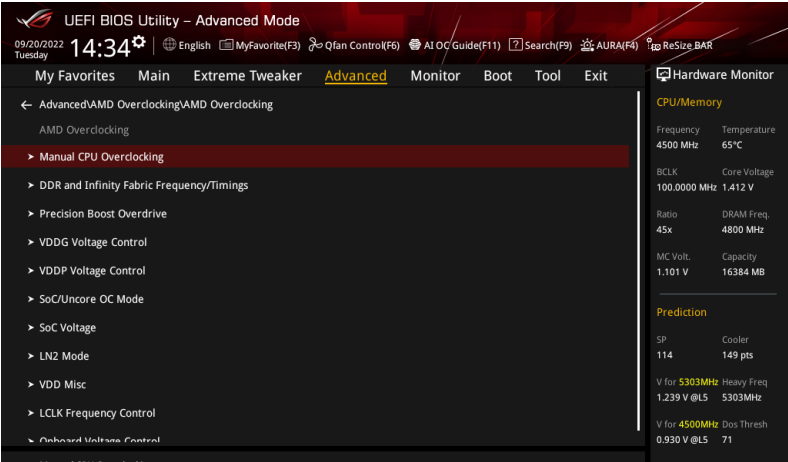 UEFI BIOS Utility – Advanced Mode
09/20/2022 Tuesday 14:34 English MyFavorite(F3) Qfan Control(F6) AI OC Guide(F11) Search(F9) AURA(F4) ReSize BAR
My Favorites Main Extreme Tweaker Advanced Monitor Boot Tool Exit
Hardware Monitor
Advanced\AMD Overclocking\AMD Overclocking
AMD Overclocking
Manual CPU Overclocking
DDR and Infinity Fabric Frequency/Timings
Precision Boost Overdrive
VDDG Voltage Control
VDDP Voltage Control
SoC/Uncore OC Mode
SoC Voltage
LN2 Mode
VDD Misc
LCLK Frequency Control
Onboard Voltage Control
CPU/Memory
Frequency Temperature
4500 MHz 65°C
BCLK Core Voltage
100.0000 MHz 1.412 V
Ratio DRAM Freq.
45x 4800 MHz
MC Volt. Capacity
1.101 V 16384 MB
Prediction
SP Cooler
114 149 pts
V for 5303MHz Heavy Freq
1.239 V @L5 5303MHz
V for 4500MHz Dos Thresh
0.930 V @L5 71